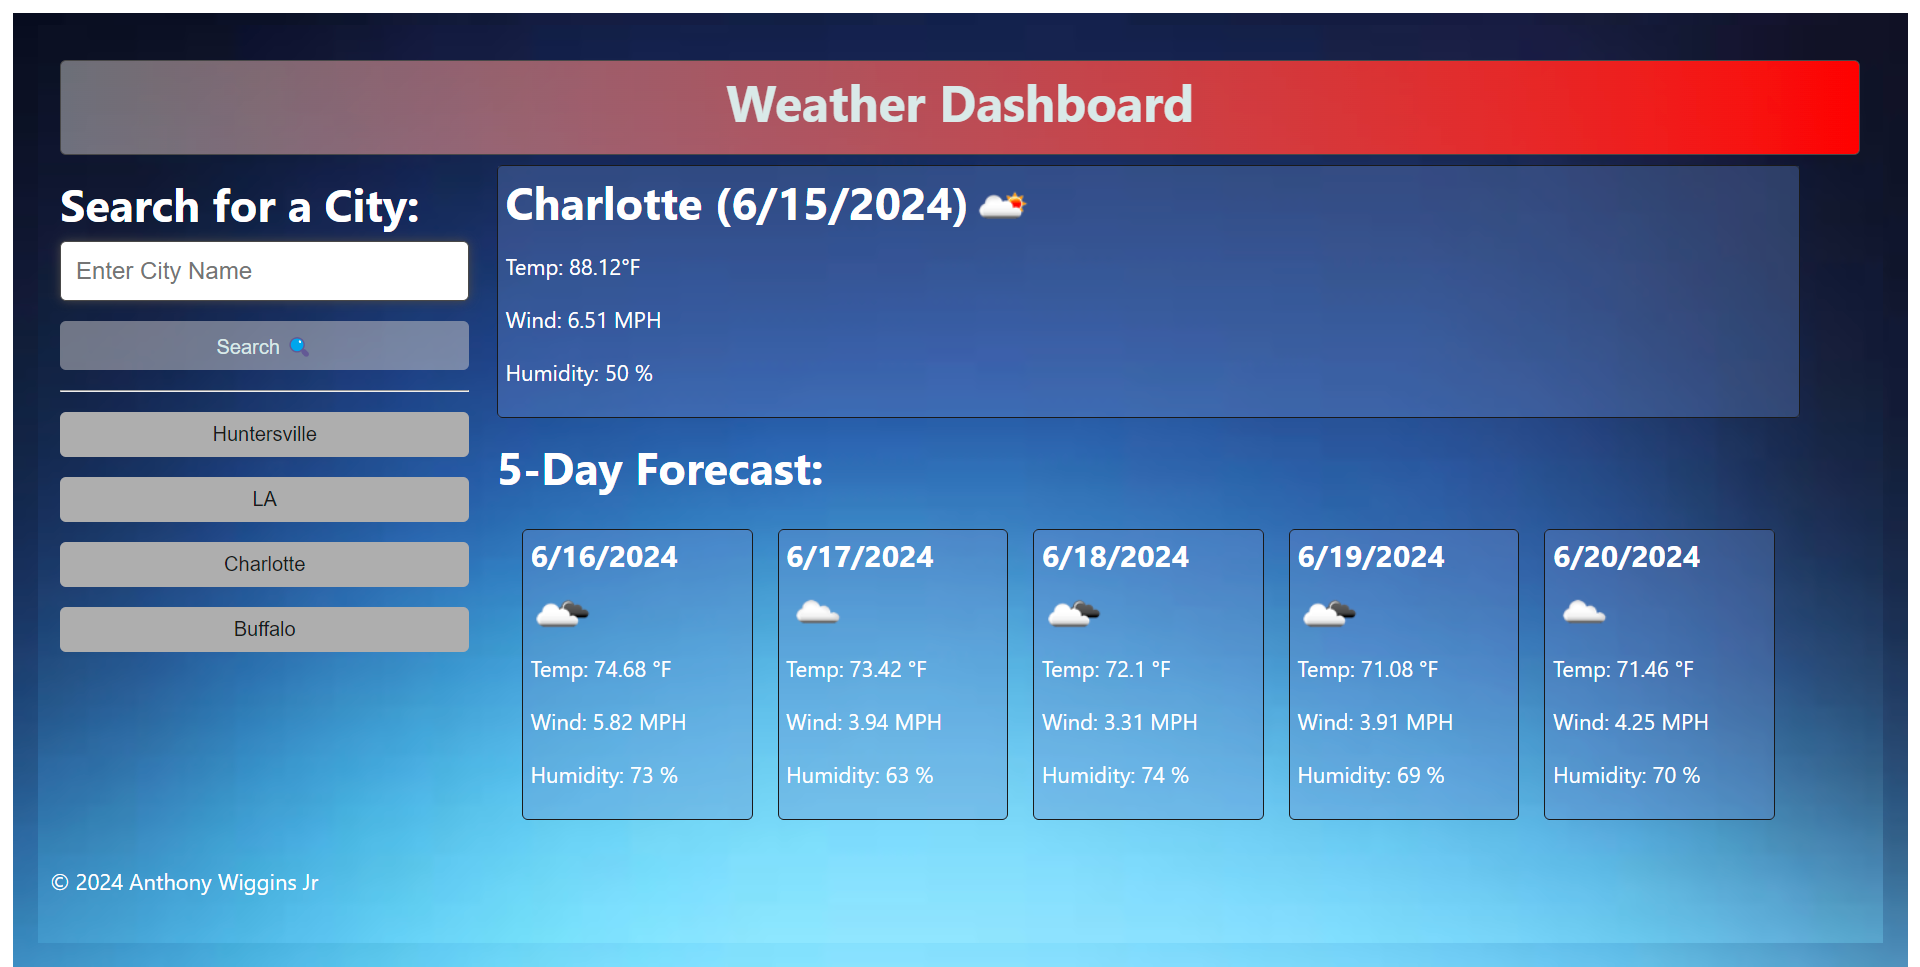 Weather Dashboard
Search for a City:
Enter City Name
Search
Huntersville
LA
Charlotte
Buffalo
Charlotte (6/15/2024)
Temp: 88.12°F
Wind: 6.51 MPH
Humidity: 50 %
5-Day Forecast:
6/16/2024
Temp: 74.68 °F
Wind: 5.82 MPH
Humidity: 73 %
6/17/2024
Temp: 73.42 °F
Wind: 3.94 MPH
Humidity: 63 %
6/18/2024
Temp: 72.1 °F
Wind: 3.31 MPH
Humidity: 74 %
6/19/2024
Temp: 71.08 °F
Wind: 3.91 MPH
Humidity: 69 %
6/20/2024
Temp: 71.46 °F
Wind: 4.25 MPH
Humidity: 70 %
© 2024 Anthony Wiggins Jr